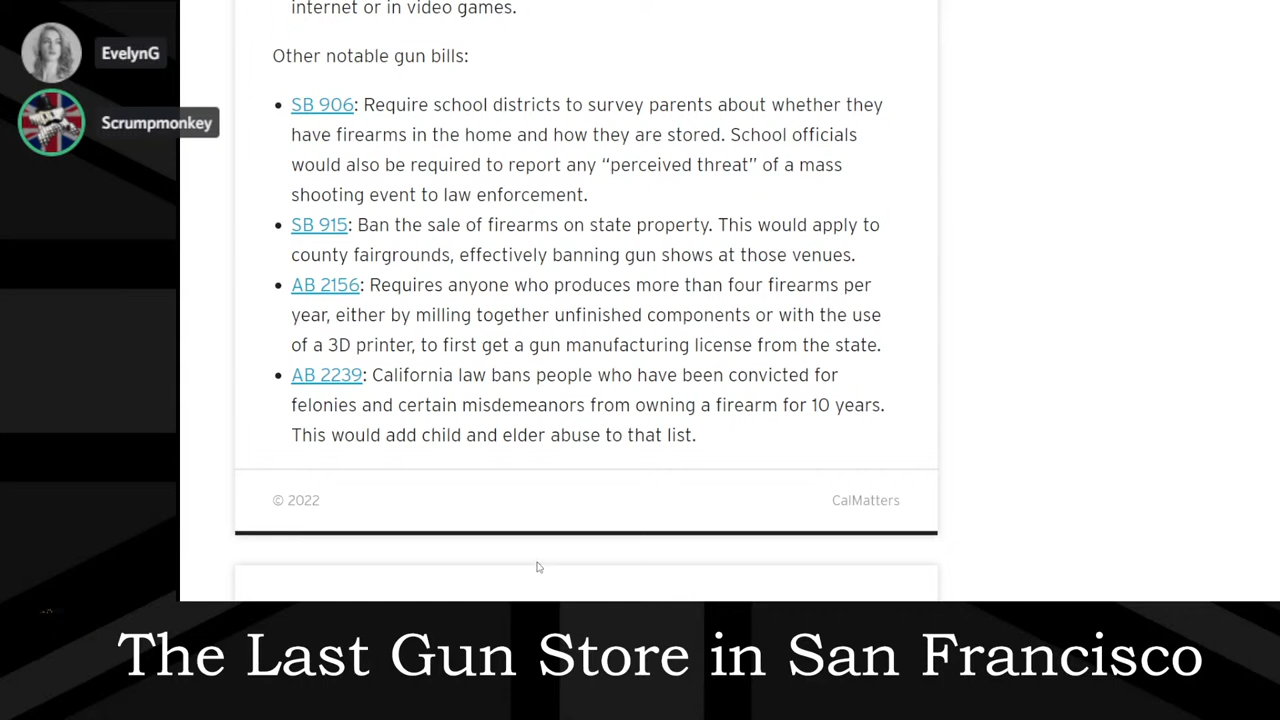 EvelynG
Scrumpmonkey
internet or in video games.
Other notable gun bills:
• SB 906: Require school districts to survey parents about whether they
have firearms in the home and how they are stored. School officials
would also be required to report any “perceived threat” of a mass
shooting event to law enforcement.
• SB 915: Ban the sale of firearms on state property. This would apply to
county fairgrounds, effectively banning gun shows at those venues.
• AB 2156: Requires anyone who produces more than four firearms per
year, either by milling together unfinished components or with the use
of a 3D printer, to first get a gun manufacturing license from the state.
• AB 2239: California law bans people who have been convicted for
felonies and certain misdemeanors from owning a firearm for 10 years.
This would add child and elder abuse to that list.
© 2022
CalMatters
The Last Gun Store in San Francisco